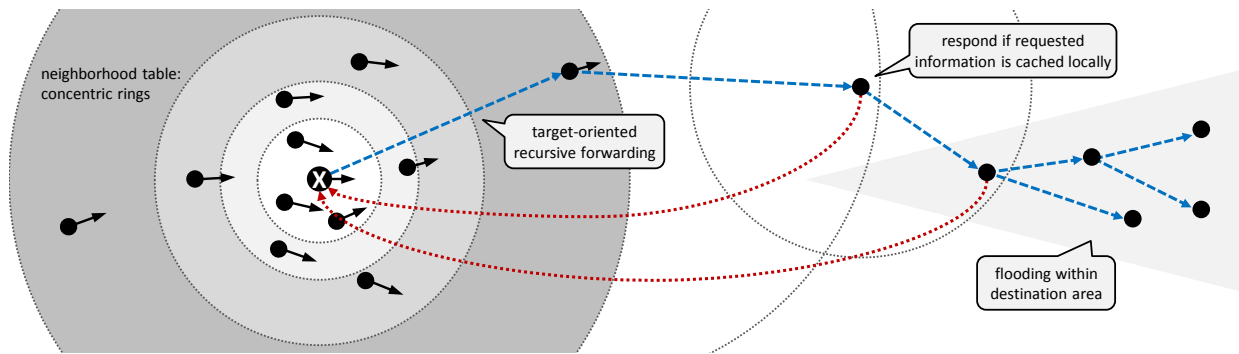 neighborhood table:
concentric rings
X
target-oriented
recursive forwarding
respond if requested
information is cached locally
flooding within
destination area